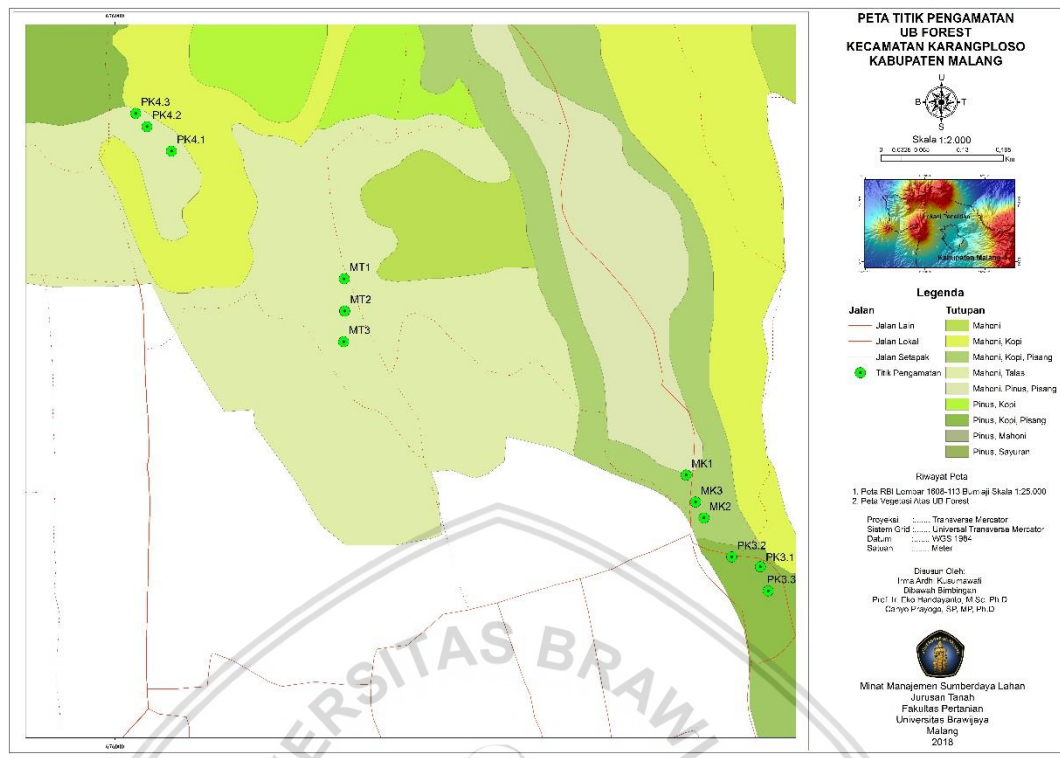 PETA TITIK PENGAMATAN
UB FOREST
KECAMATAN KARANGPLOSO
KABUPATEN MALANG
U
B
T
S
Skala 1:2.000
Km
Kabupaten Malang
Legenda
Jalan
Jalan Lain
Jalan Lokal
Jalan Setapak
Titik Pengamatan
Tutupan
Mahoni
Mahoni, Kopi
Mahoni, Kopi, Pisang
Mahoni, Talas
Mahoni, Pinus, Pisang
Pinus, Kopi
Pinus, Kopi, Pisang
Pinus, Mahoni
Pinus, Sayuran
Riwayat Peta
1. Peta RBI Lembar 1608-113 Bumiaji Skala 1:25.000
2. Peta Vegetasi Atas UB Forest
Proyeksi :....... Transverse Mercator
Sistem Grid :....... Universal Transverse Mercator
Datum :....... WGS 1984
Satuan :....... Meter
Disusun Oleh:
Irma Ardhi Kusumawati
Dibawah Bimbingan
Prof. Ir. Eko Handayanto, M.Sc. Ph.D
Cahyo Prayogo, SP, MP, Ph.D
Minat Manajemen Sumberdaya Lahan
Jurusan Tanah
Fakultas Pertanian
Universitas Brawijaya
Malang
2018
PK4.3
PK4.2
PK4.1
MT1
MT2
MT3
MK1
MK3
MK2
PK3.2
PK3.1
PK3.3
VERSITAS BRAW